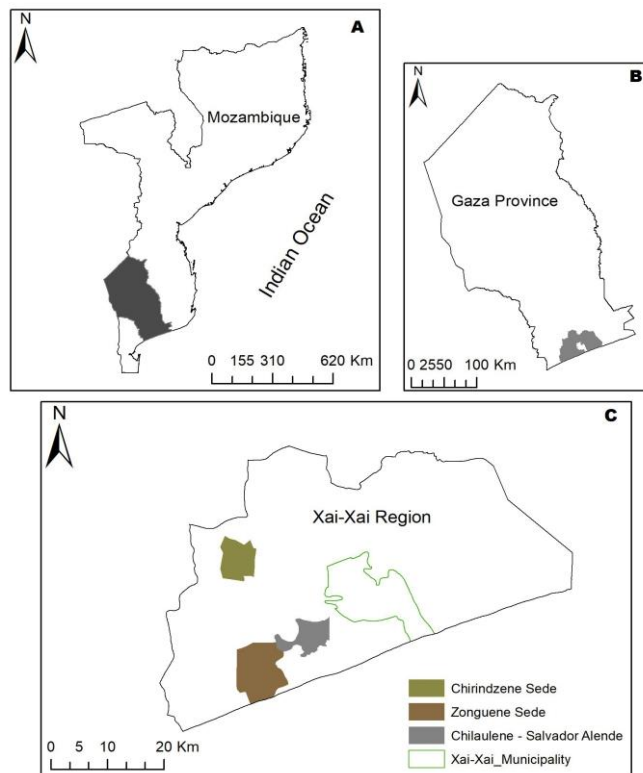 N
A
Mozambique
Indian Ocean
0 155 310 620 Km
N
B
Gaza Province
0 2550 100 Km
N
C
Xai-Xai Region
Chirindzene Sede
Zonguene Sede
Chilaulene - Salvador Alende
Xai-Xai_Municipality
0 5 10 20 Km